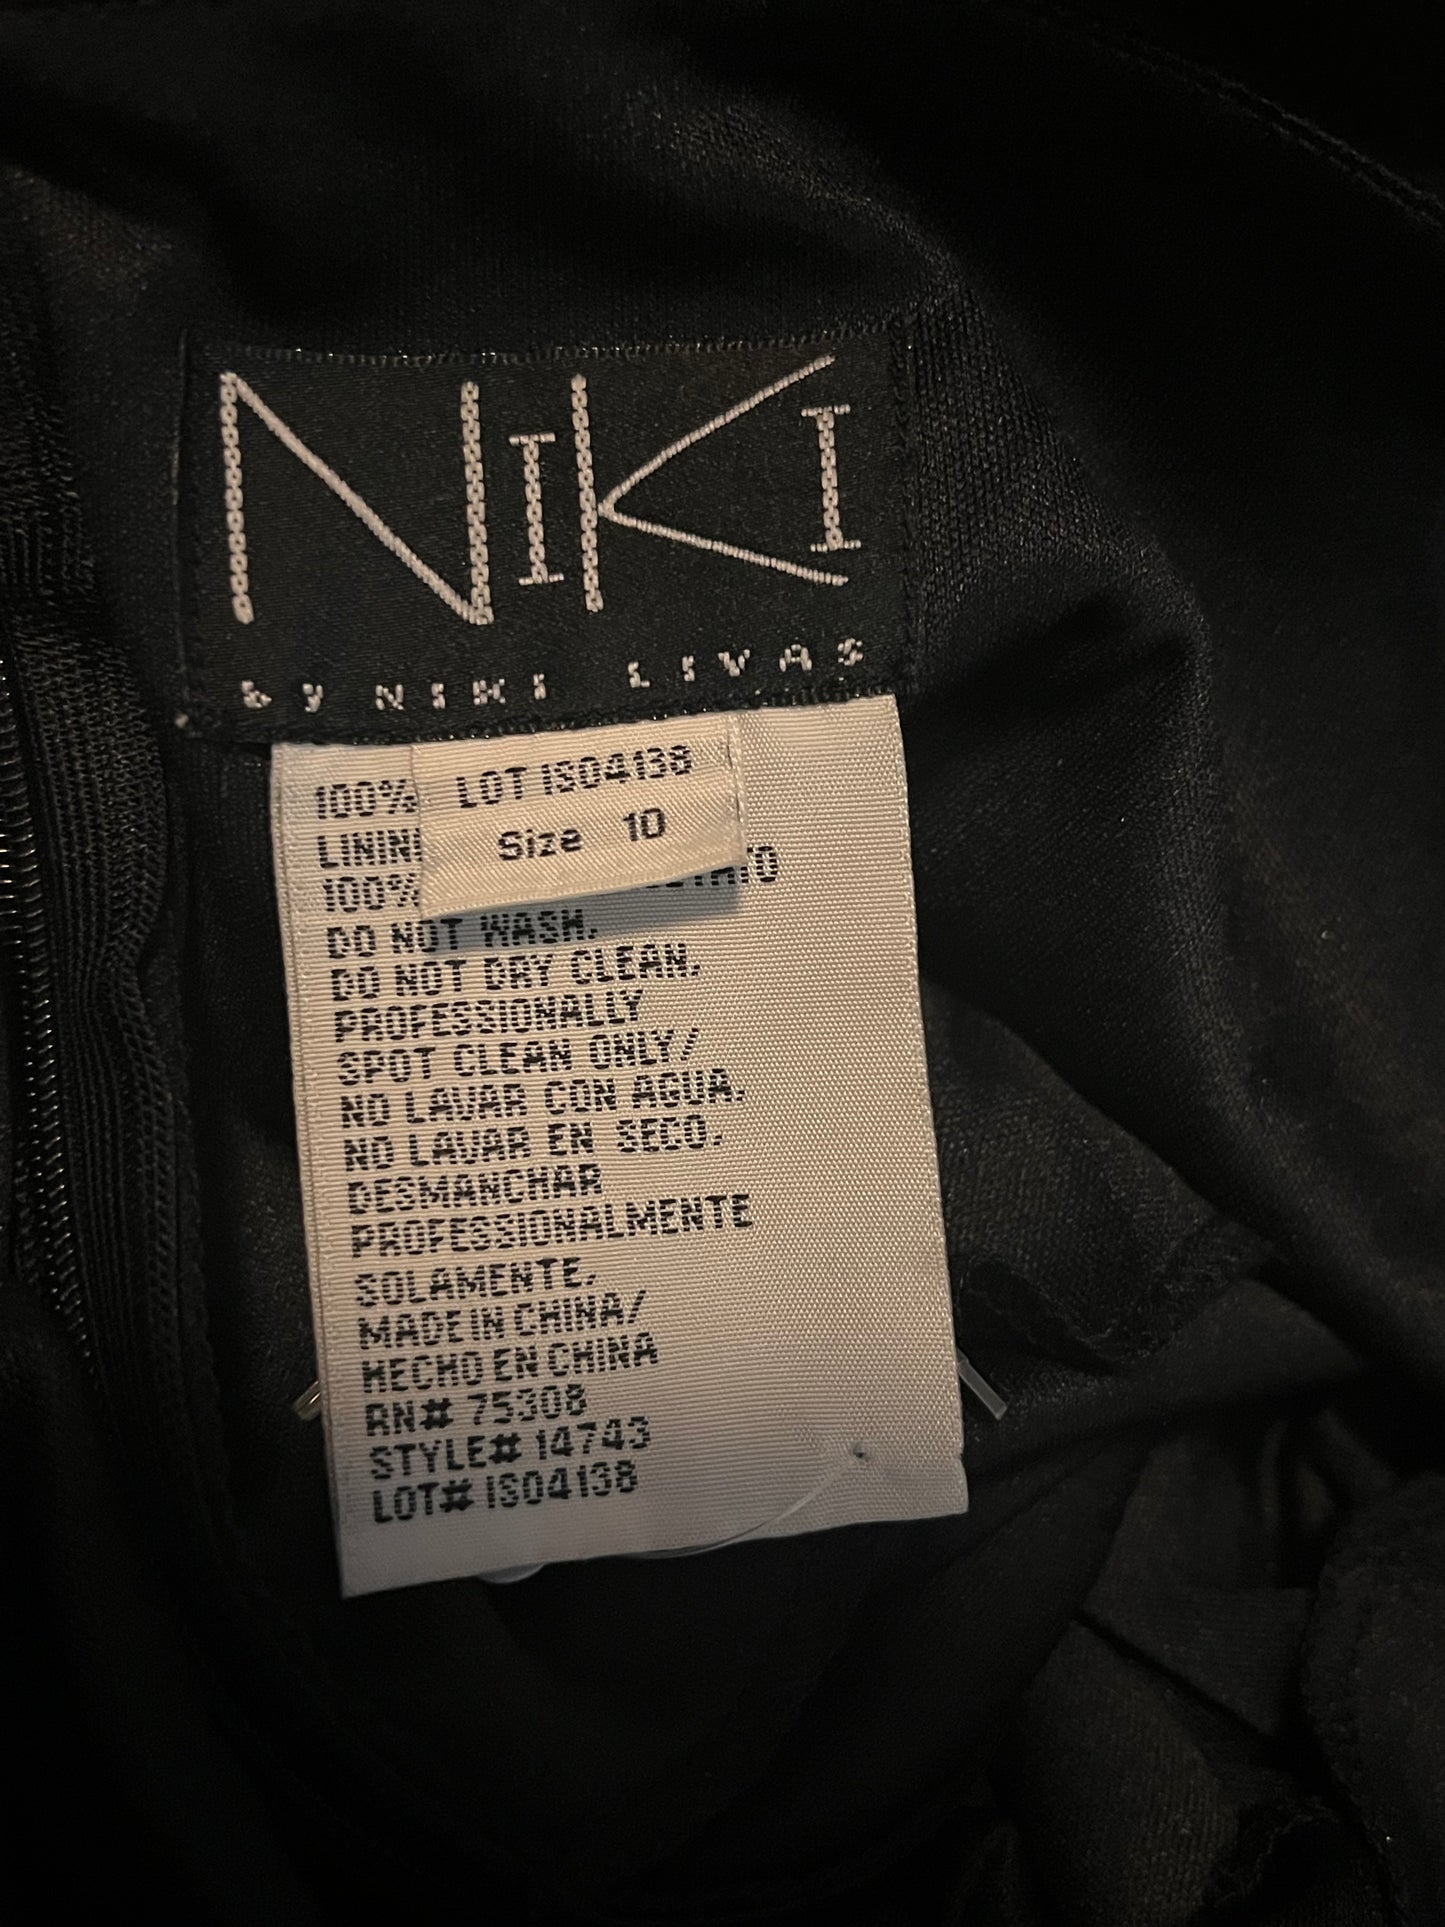 NIKI
by NIKI LIVAS
LOT IS04138
Size 10
100%
100%
DO NOT WASH.
DO NOT DRY CLEAN.
PROFESSIONALLY
SPOT CLEAN ONLY/
NO LAVAR CON AGUA.
NO LAVAR EN SECO.
DESMANCHAR
PROFESSIONALMENTE
SOLAMENTE.
MADE IN CHINA/
HECHO EN CHINA
RN# 75308
STYLE# 14743
LOT# IS04138